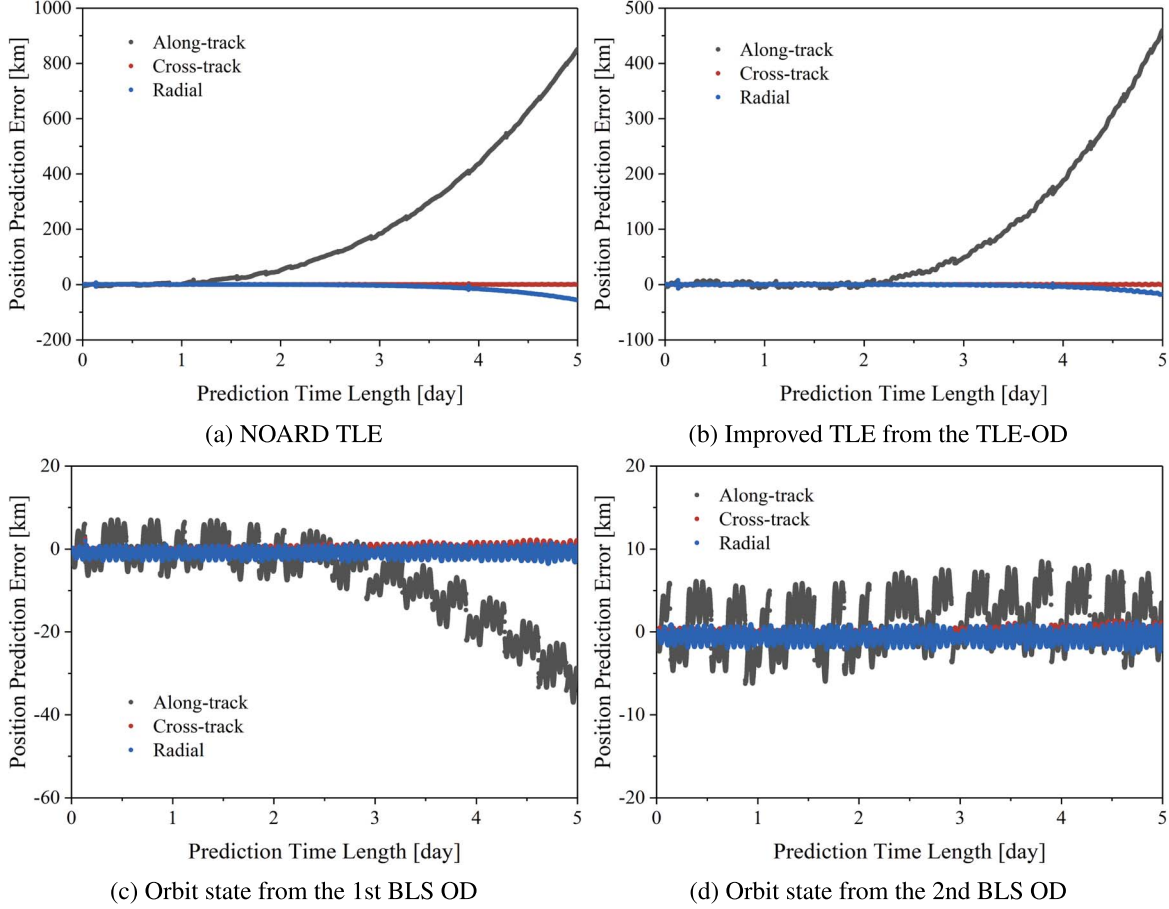 Position Prediction Error [km]
1000
800
600
400
200
0
-200
Along-track
Cross-track
Radial
0 1 2 3 4 5
Prediction Time Length [day]
(a) NOARD TLE
Position Prediction Error [km]
500
400
300
200
100
0
-100
Along-track
Cross-track
Radial
0 1 2 3 4 5
Prediction Time Length [day]
(b) Improved TLE from the TLE-OD
Position Prediction Error [km]
20
0
-20
-40
-60
Along-track
Cross-track
Radial
0 1 2 3 4 5
Prediction Time Length [day]
(c) Orbit state from the 1st BLS OD
Position Prediction Error [km]
20
10
0
-10
-20
Along-track
Cross-track
Radial
0 1 2 3 4 5
Prediction Time Length [day]
(d) Orbit state from the 2nd BLS OD